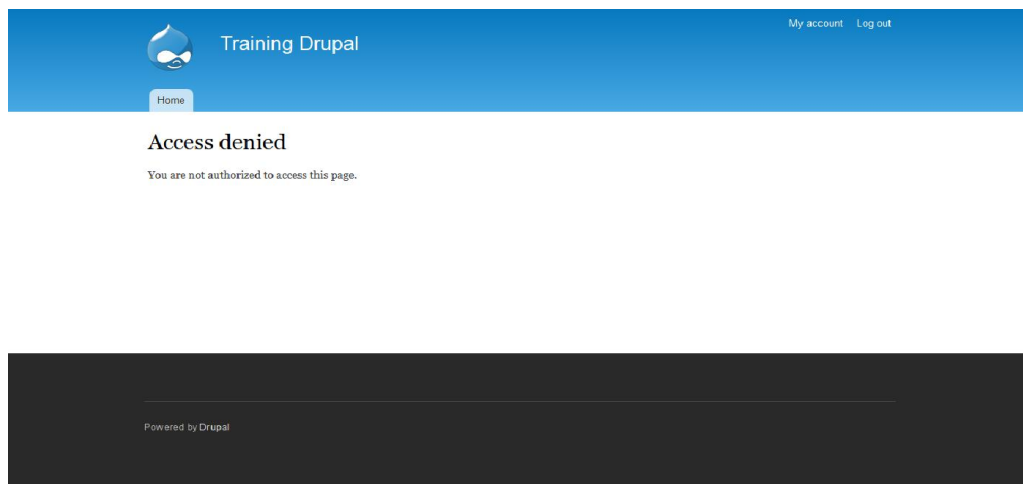 My account Log out
Training Drupal
Home
Access denied
You are not authorized to access this page.
Powered by Drupal